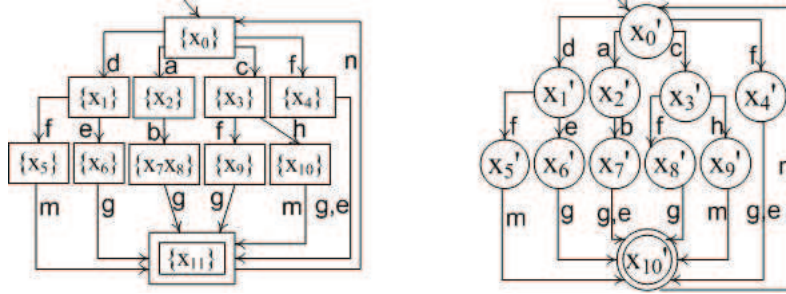 {x₀} x₀'
d a c f n d a c f
{x₁} {x₂} {x₃} {x₄} x₁' x₂' x₃' x₄'
f e b f h f e b f h
{x₅} {x₆} {x₇x₈} {x₉} {x₁₀} x₅' x₆' x₇' x₈' x₉'
m g g g m g,e m g g,e g m g,e
{x₁₁} x₁₀'